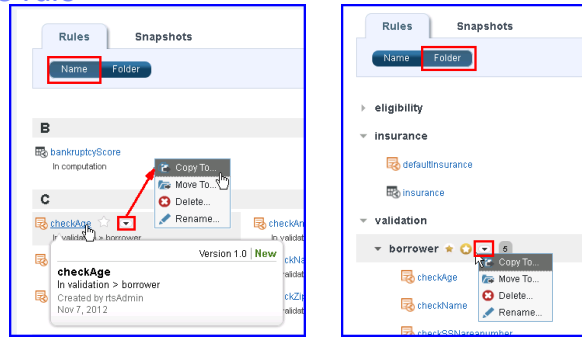 Rules Snapshots
Name Folder
B
bankruptcyScore
In computation
Copy To...
Move To...
Delete...
Rename...
C
checkAge
In validation > borrower
Version 1.0 | New
checkAge
In validation > borrower
Created by rtsAdmin
Nov 7, 2012
Rules Snapshots
Name Folder
eligibility
insurance
defaultInsurance
insurance
validation
borrower 5
Copy To...
Move To...
Delete...
Rename...
checkAge
checkName
checkSSNareanumber